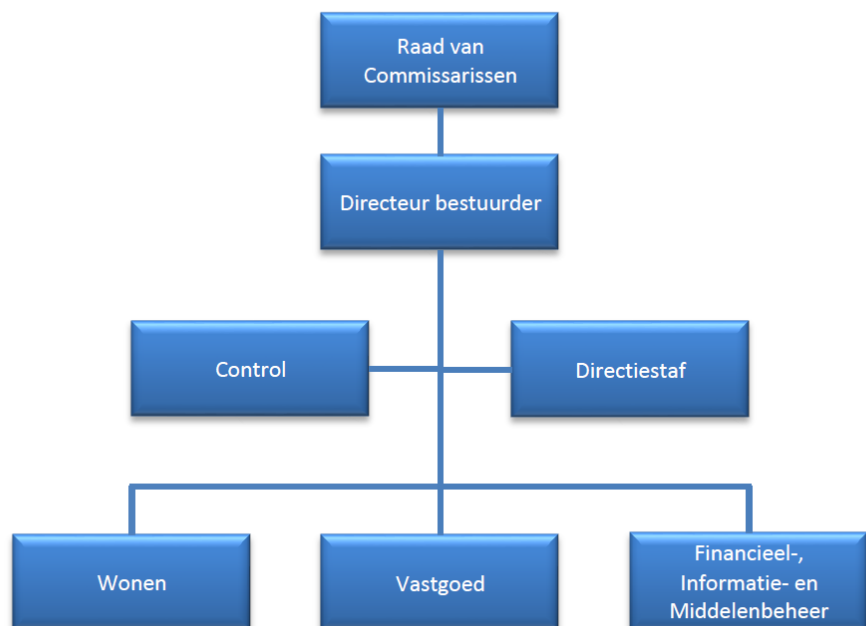 Raad van
Commissarissen
Directeur bestuurder
Control
Directiestaf
Wonen
Vastgoed
Financieel-,
Informatie- en
Middelenbeheer